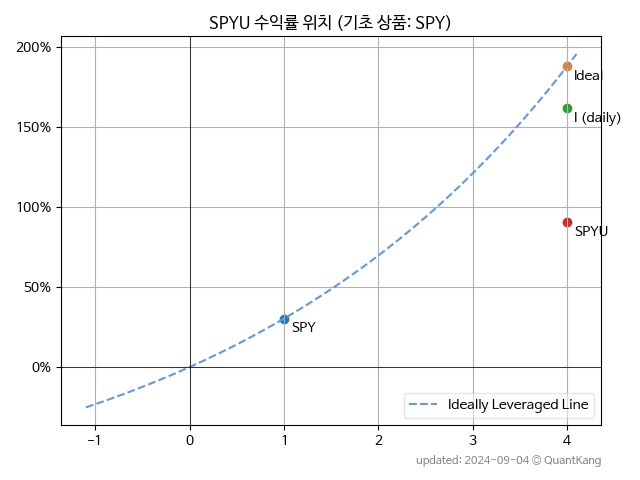 SPYU 수익률 위치 (기초 상품: SPY)
200%
150%
100%
50%
0%
Ideal
I (daily)
SPYU
SPY
Ideally Leveraged Line
−1 0 1 2 3 4
updated: 2024-09-04 © QuantKang